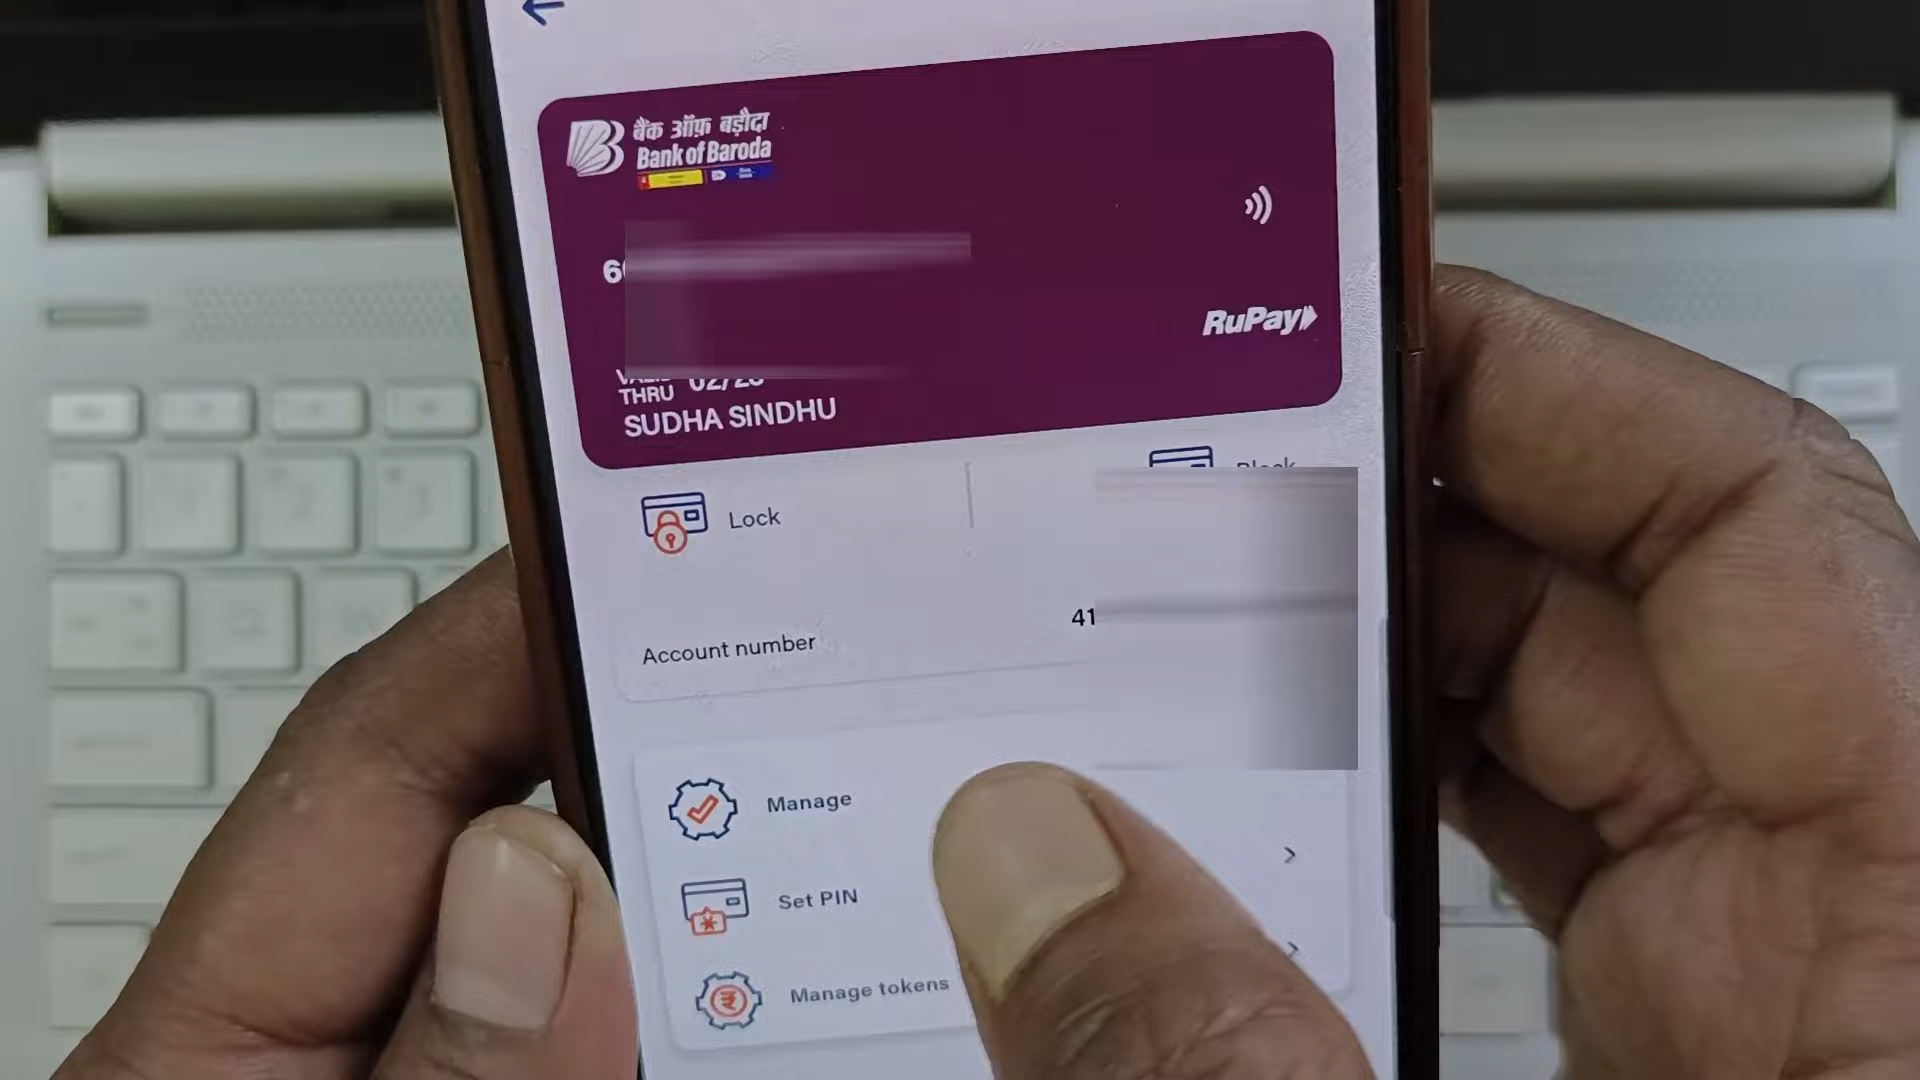 बैंक ऑफ़ बड़ौदा
Bank of Baroda
6
RuPay
THRU
SUDHA SINDHU
Lock
Block
41
Account number
Manage
Set PIN
Manage tokens